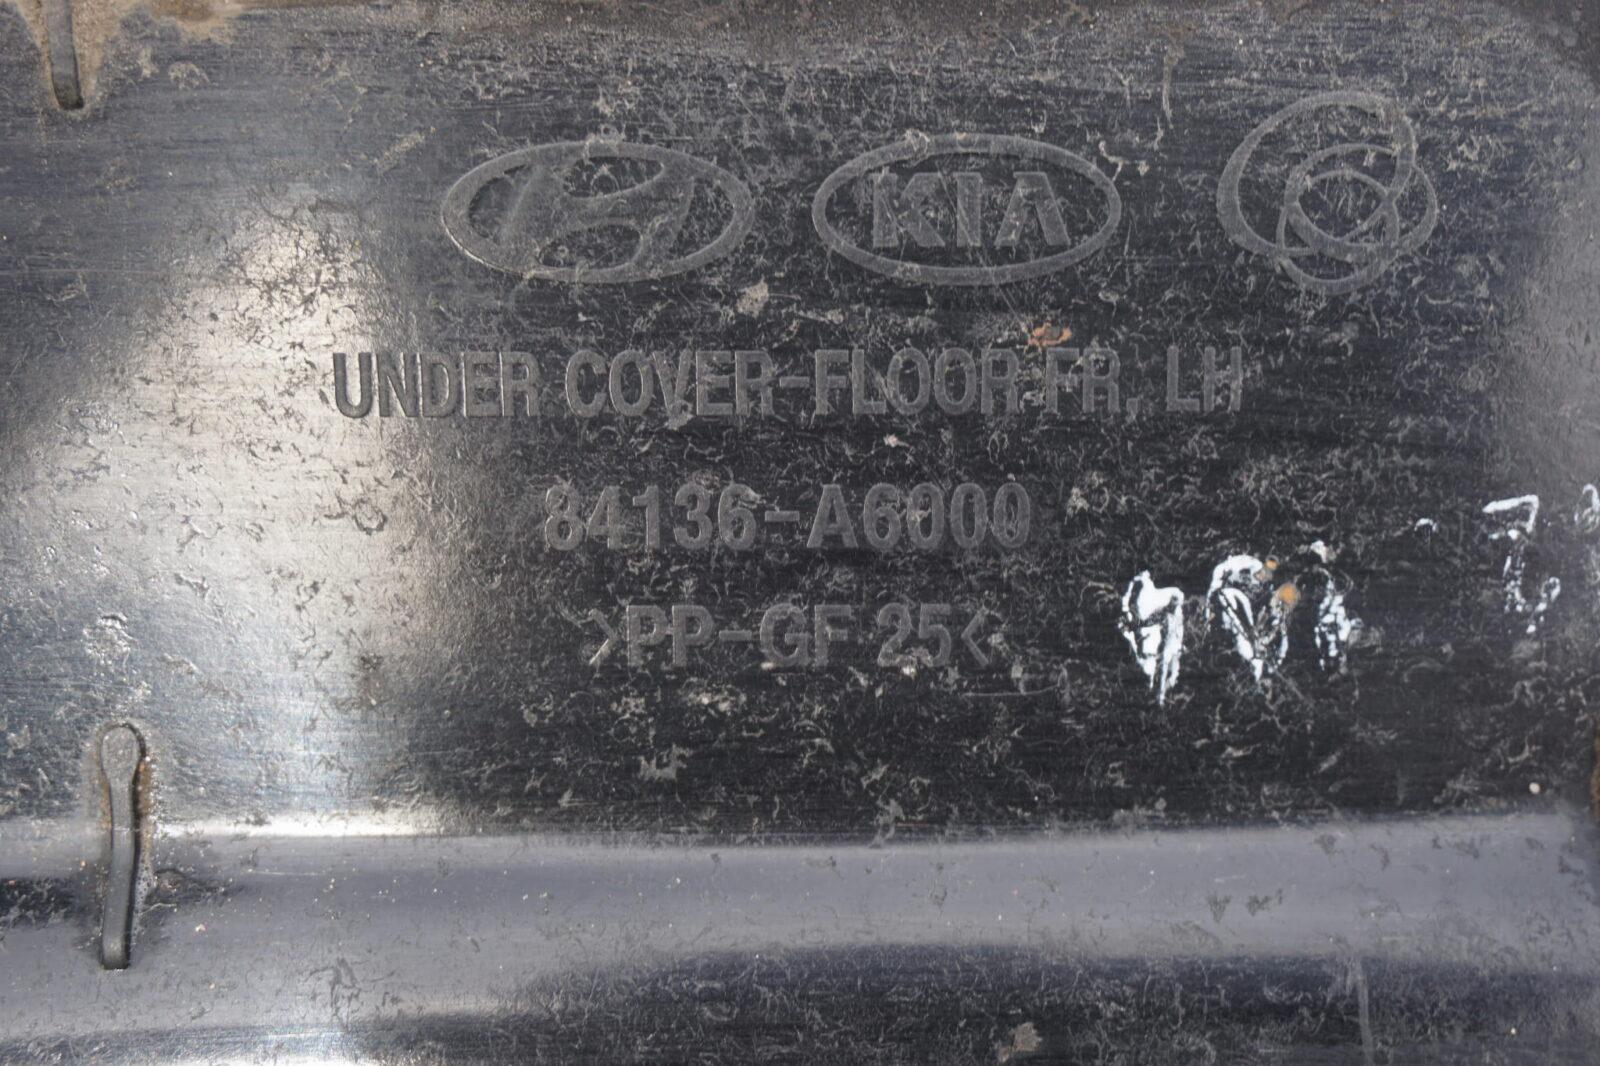 KIA
UNDER COVER-FLOOR FR, LH
84136-A6000
>PP-GF 25<